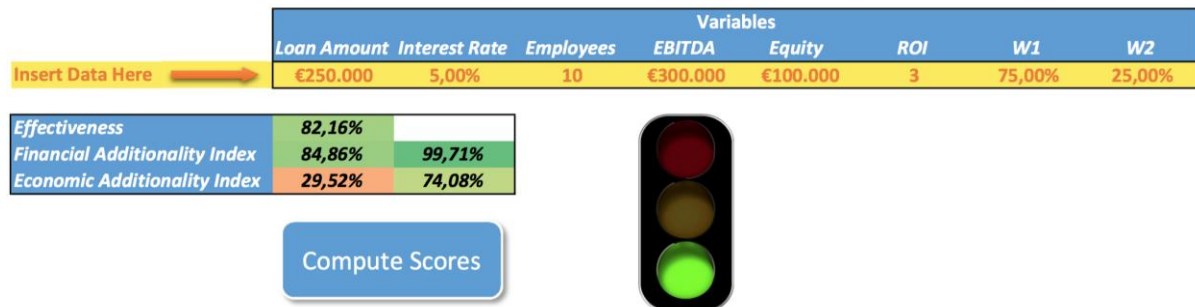 Variables
Loan Amount Interest Rate Employees EBITDA Equity ROI W1 W2
Insert Data Here €250.000 5,00% 10 €300.000 €100.000 3 75,00% 25,00%
Effectiveness 82,16%
Financial Additionality Index 84,86% 99,71%
Economic Additionality Index 29,52% 74,08%
Compute Scores